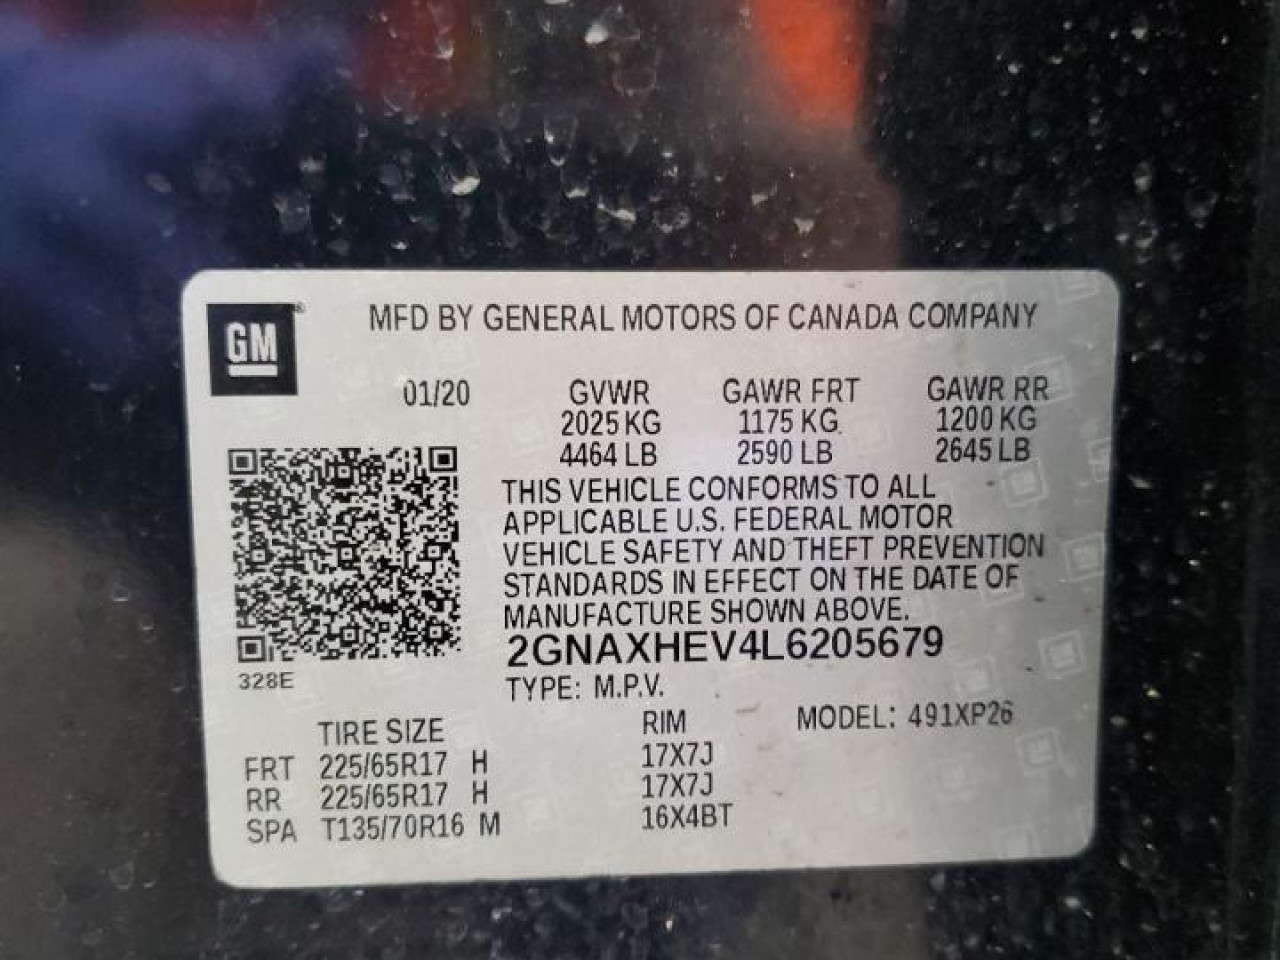 GM®
MFD BY GENERAL MOTORS OF CANADA COMPANY
01/20 GVWR GAWR FRT GAWR RR
2025 KG 1175 KG 1200 KG
4464 LB 2590 LB 2645 LB
THIS VEHICLE CONFORMS TO ALL
APPLICABLE U.S. FEDERAL MOTOR
VEHICLE SAFETY AND THEFT PREVENTION
STANDARDS IN EFFECT ON THE DATE OF
MANUFACTURE SHOWN ABOVE.
2GNAXHEV4L6205679
328E
TYPE: M.P.V.
TIRE SIZE RIM MODEL: 491XP26
FRT 225/65R17 H 17X7J
RR 225/65R17 H 17X7J
SPA T135/70R16 M 16X4BT